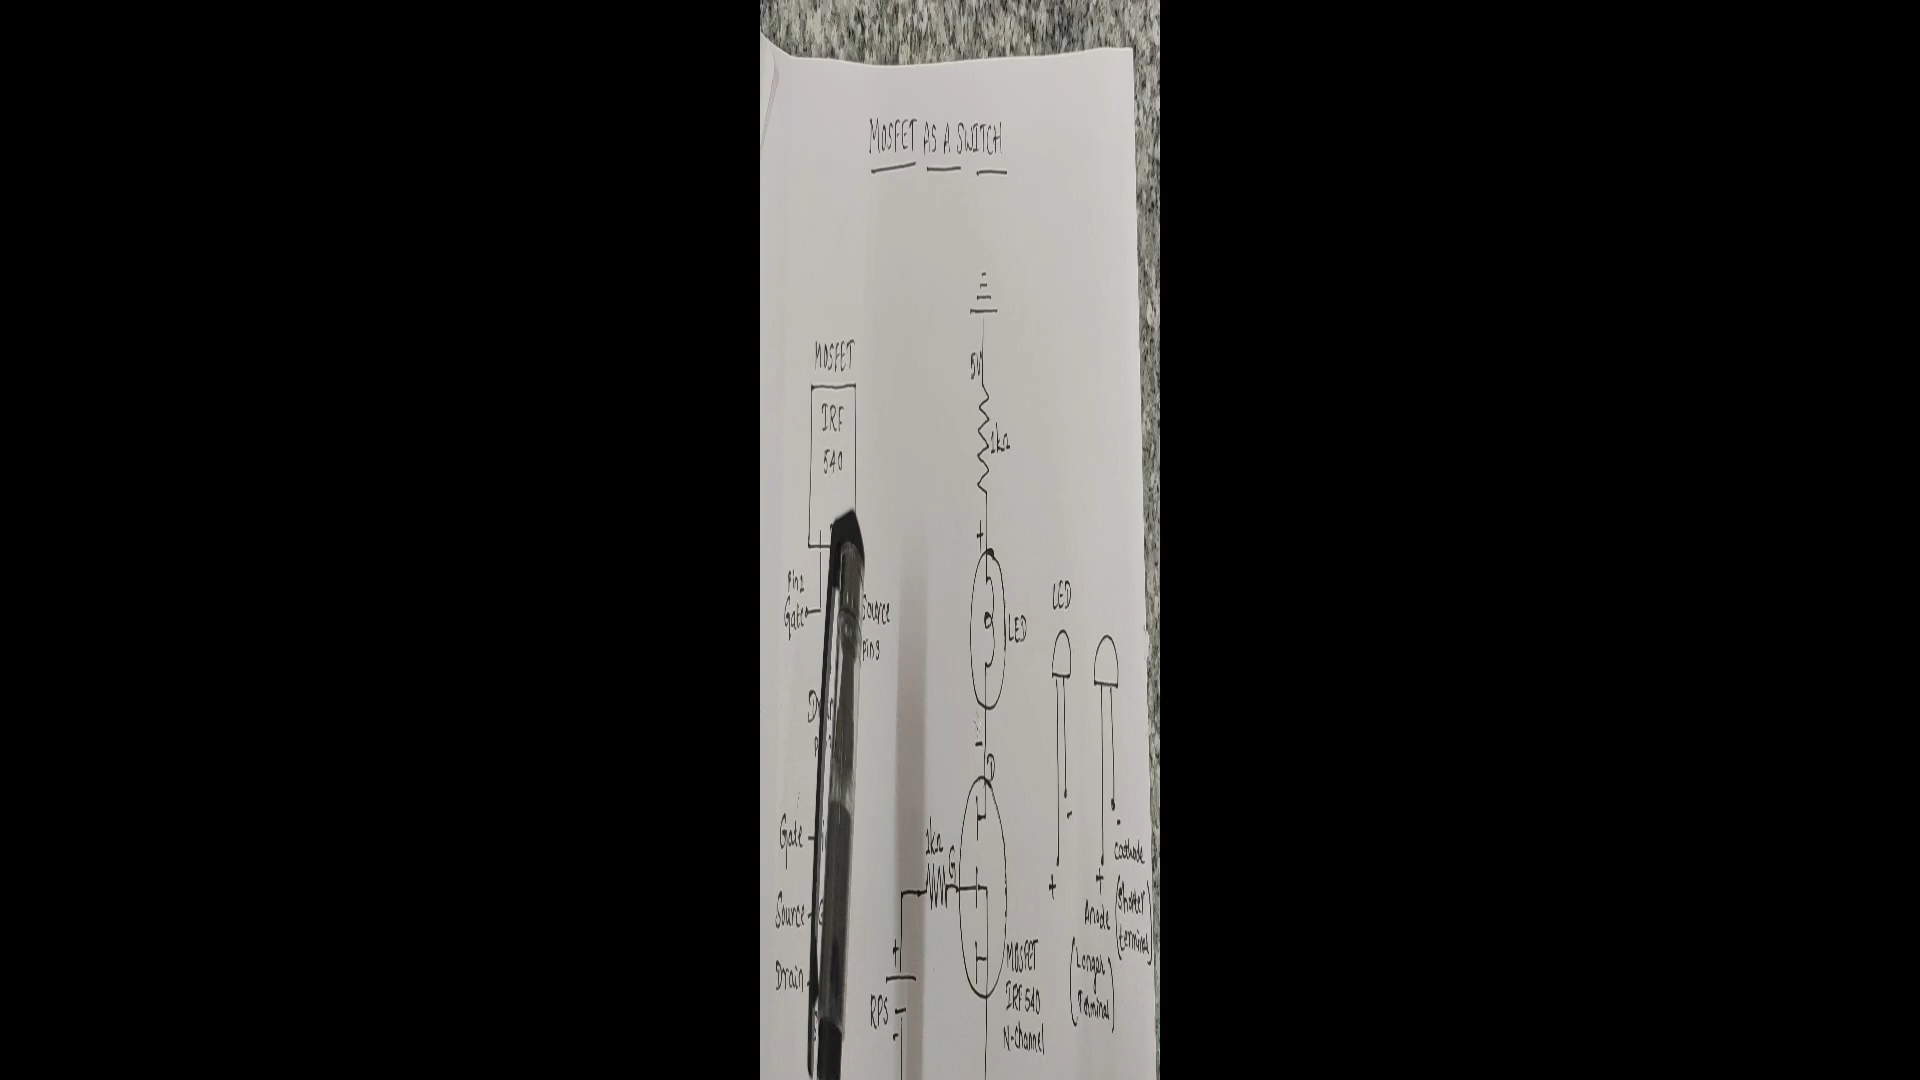 MOSFET AS A SWITCH
MOSFET
IRF
540
Pin1
Gate
Source
Pin3
Gate
Source
Drain
5V
1kΩ
+
LED
-
D
1kΩ
G
+
RPS
-
MOSFET
IRF 540
N-Channel
LED
-
+
-
Cathode
(Shorter
terminal)
+
Anode
(Longer
Terminal)